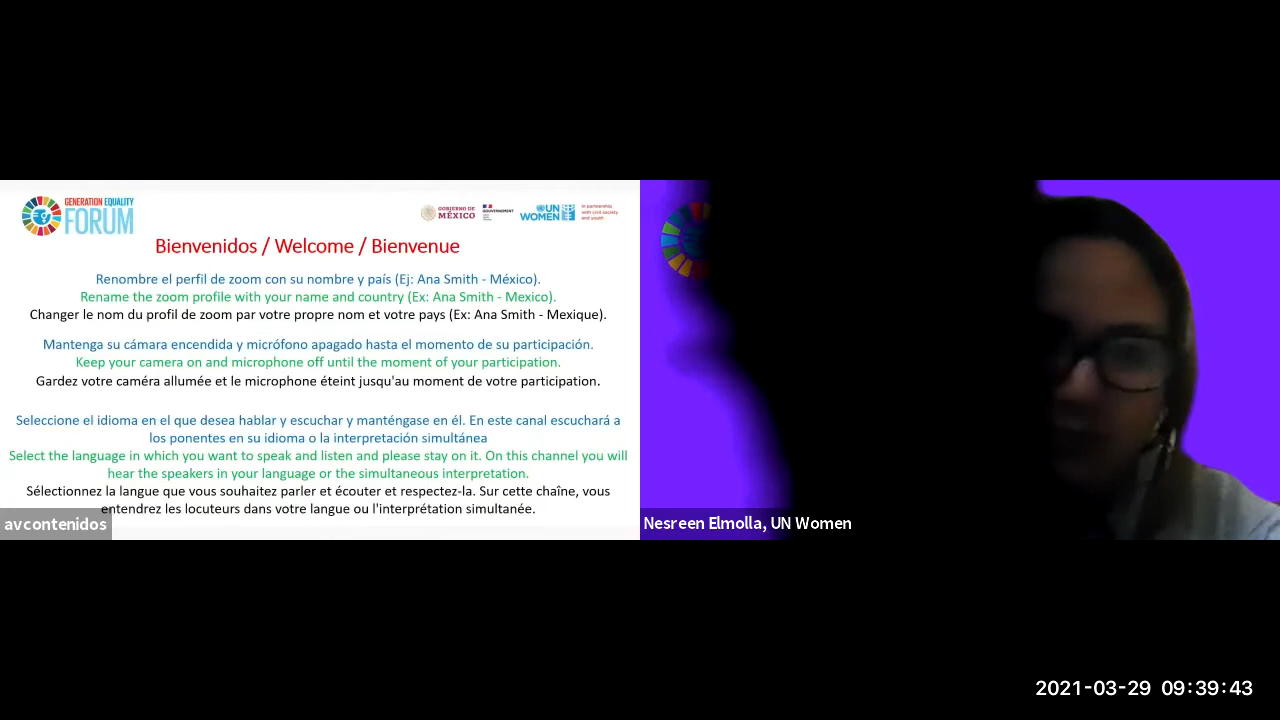 GENERATION EQUALITY
FORUM
GOBIERNO DE
MÉXICO
GOUVERNEMENT
UN
WOMEN
in partnership
with civil society
and youth
Bienvenidos / Welcome / Bienvenue
Renombre el perfil de zoom con su nombre y país (Ej: Ana Smith - México).
Rename the zoom profile with your name and country (Ex: Ana Smith - Mexico).
Changer le nom du profil de zoom par votre propre nom et votre pays (Ex: Ana Smith - Mexique).
Mantenga su cámara encendida y micrófono apagado hasta el momento de su participación.
Keep your camera on and microphone off until the moment of your participation.
Gardez votre caméra allumée et le microphone éteint jusqu'au moment de votre participation.
Seleccione el idioma en el que desea hablar y escuchar y manténgase en él. En este canal escuchará a
los ponentes en su idioma o la interpretación simultánea
Select the language in which you want to speak and listen and please stay on it. On this channel you will
hear the speakers in your language or the simultaneous interpretation.
Sélectionnez la langue que vous souhaitez parler et écouter et respectez-la. Sur cette chaîne, vous
entendrez les locuteurs dans votre langue ou l'interprétation simultanée.
avcontenidos
Nesreen Elmolla, UN Women
2021-03-29 09:39:43